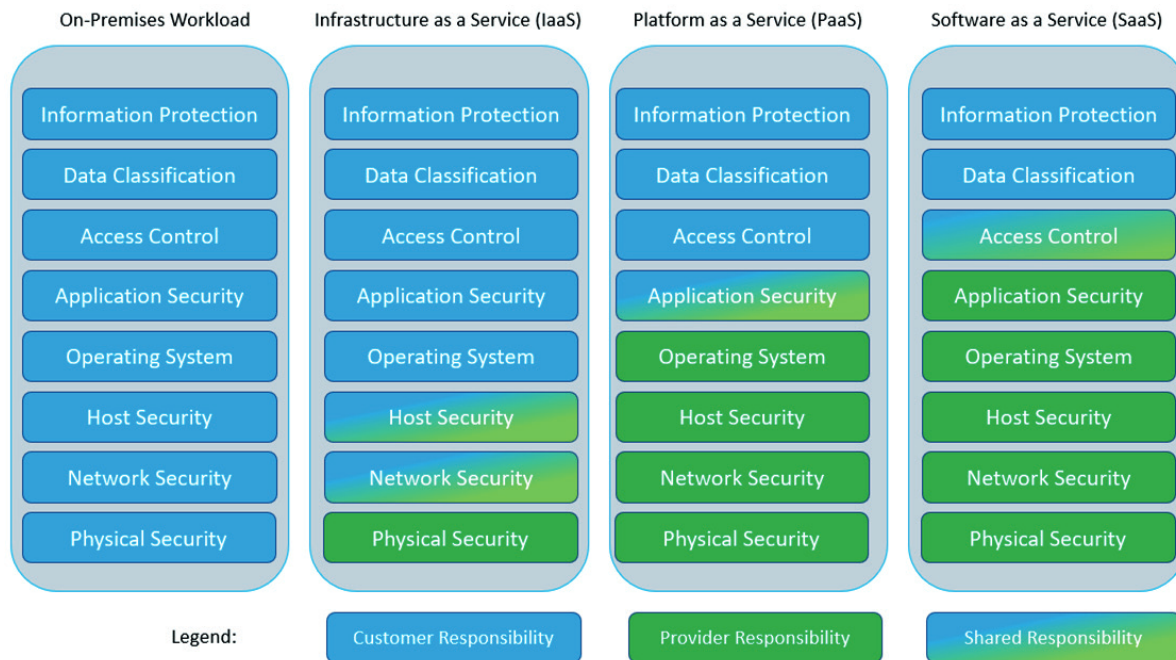 On-Premises Workload
Infrastructure as a Service (IaaS)
Platform as a Service (PaaS)
Software as a Service (SaaS)
Information Protection
Data Classification
Access Control
Application Security
Operating System
Host Security
Network Security
Physical Security
Information Protection
Data Classification
Access Control
Application Security
Operating System
Host Security
Network Security
Physical Security
Information Protection
Data Classification
Access Control
Application Security
Operating System
Host Security
Network Security
Physical Security
Information Protection
Data Classification
Access Control
Application Security
Operating System
Host Security
Network Security
Physical Security
Legend:
Customer Responsibility
Provider Responsibility
Shared Responsibility